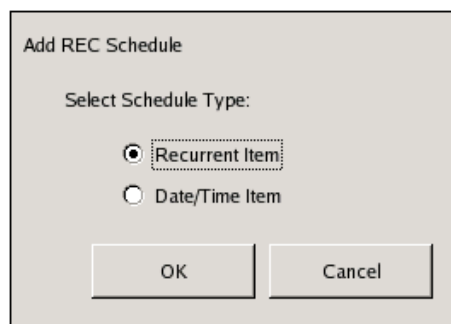 Add REC Schedule
Select Schedule Type:
Recurrent Item
Date/Time Item
OK Cancel